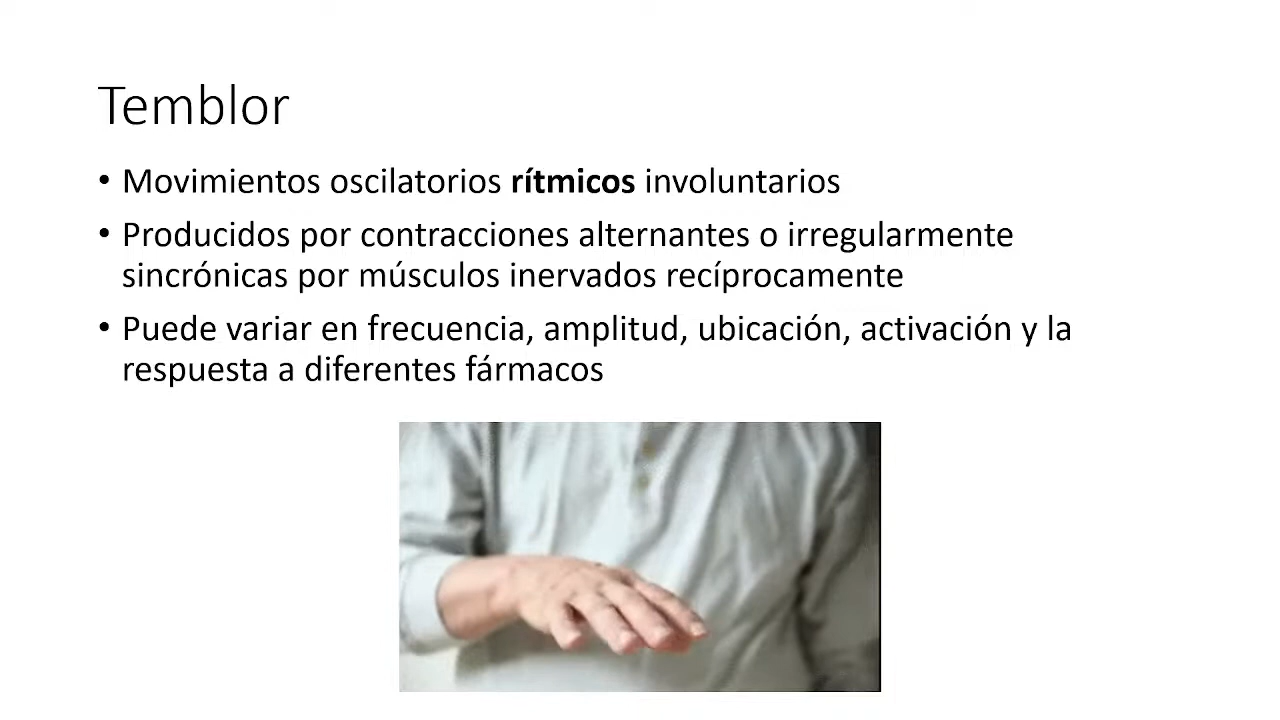 Temblor
• Movimientos oscilatorios rítmicos involuntarios
• Producidos por contracciones alternantes o irregularmente
sincrónicas por músculos inervados recíprocamente
• Puede variar en frecuencia, amplitud, ubicación, activación y la
respuesta a diferentes fármacos